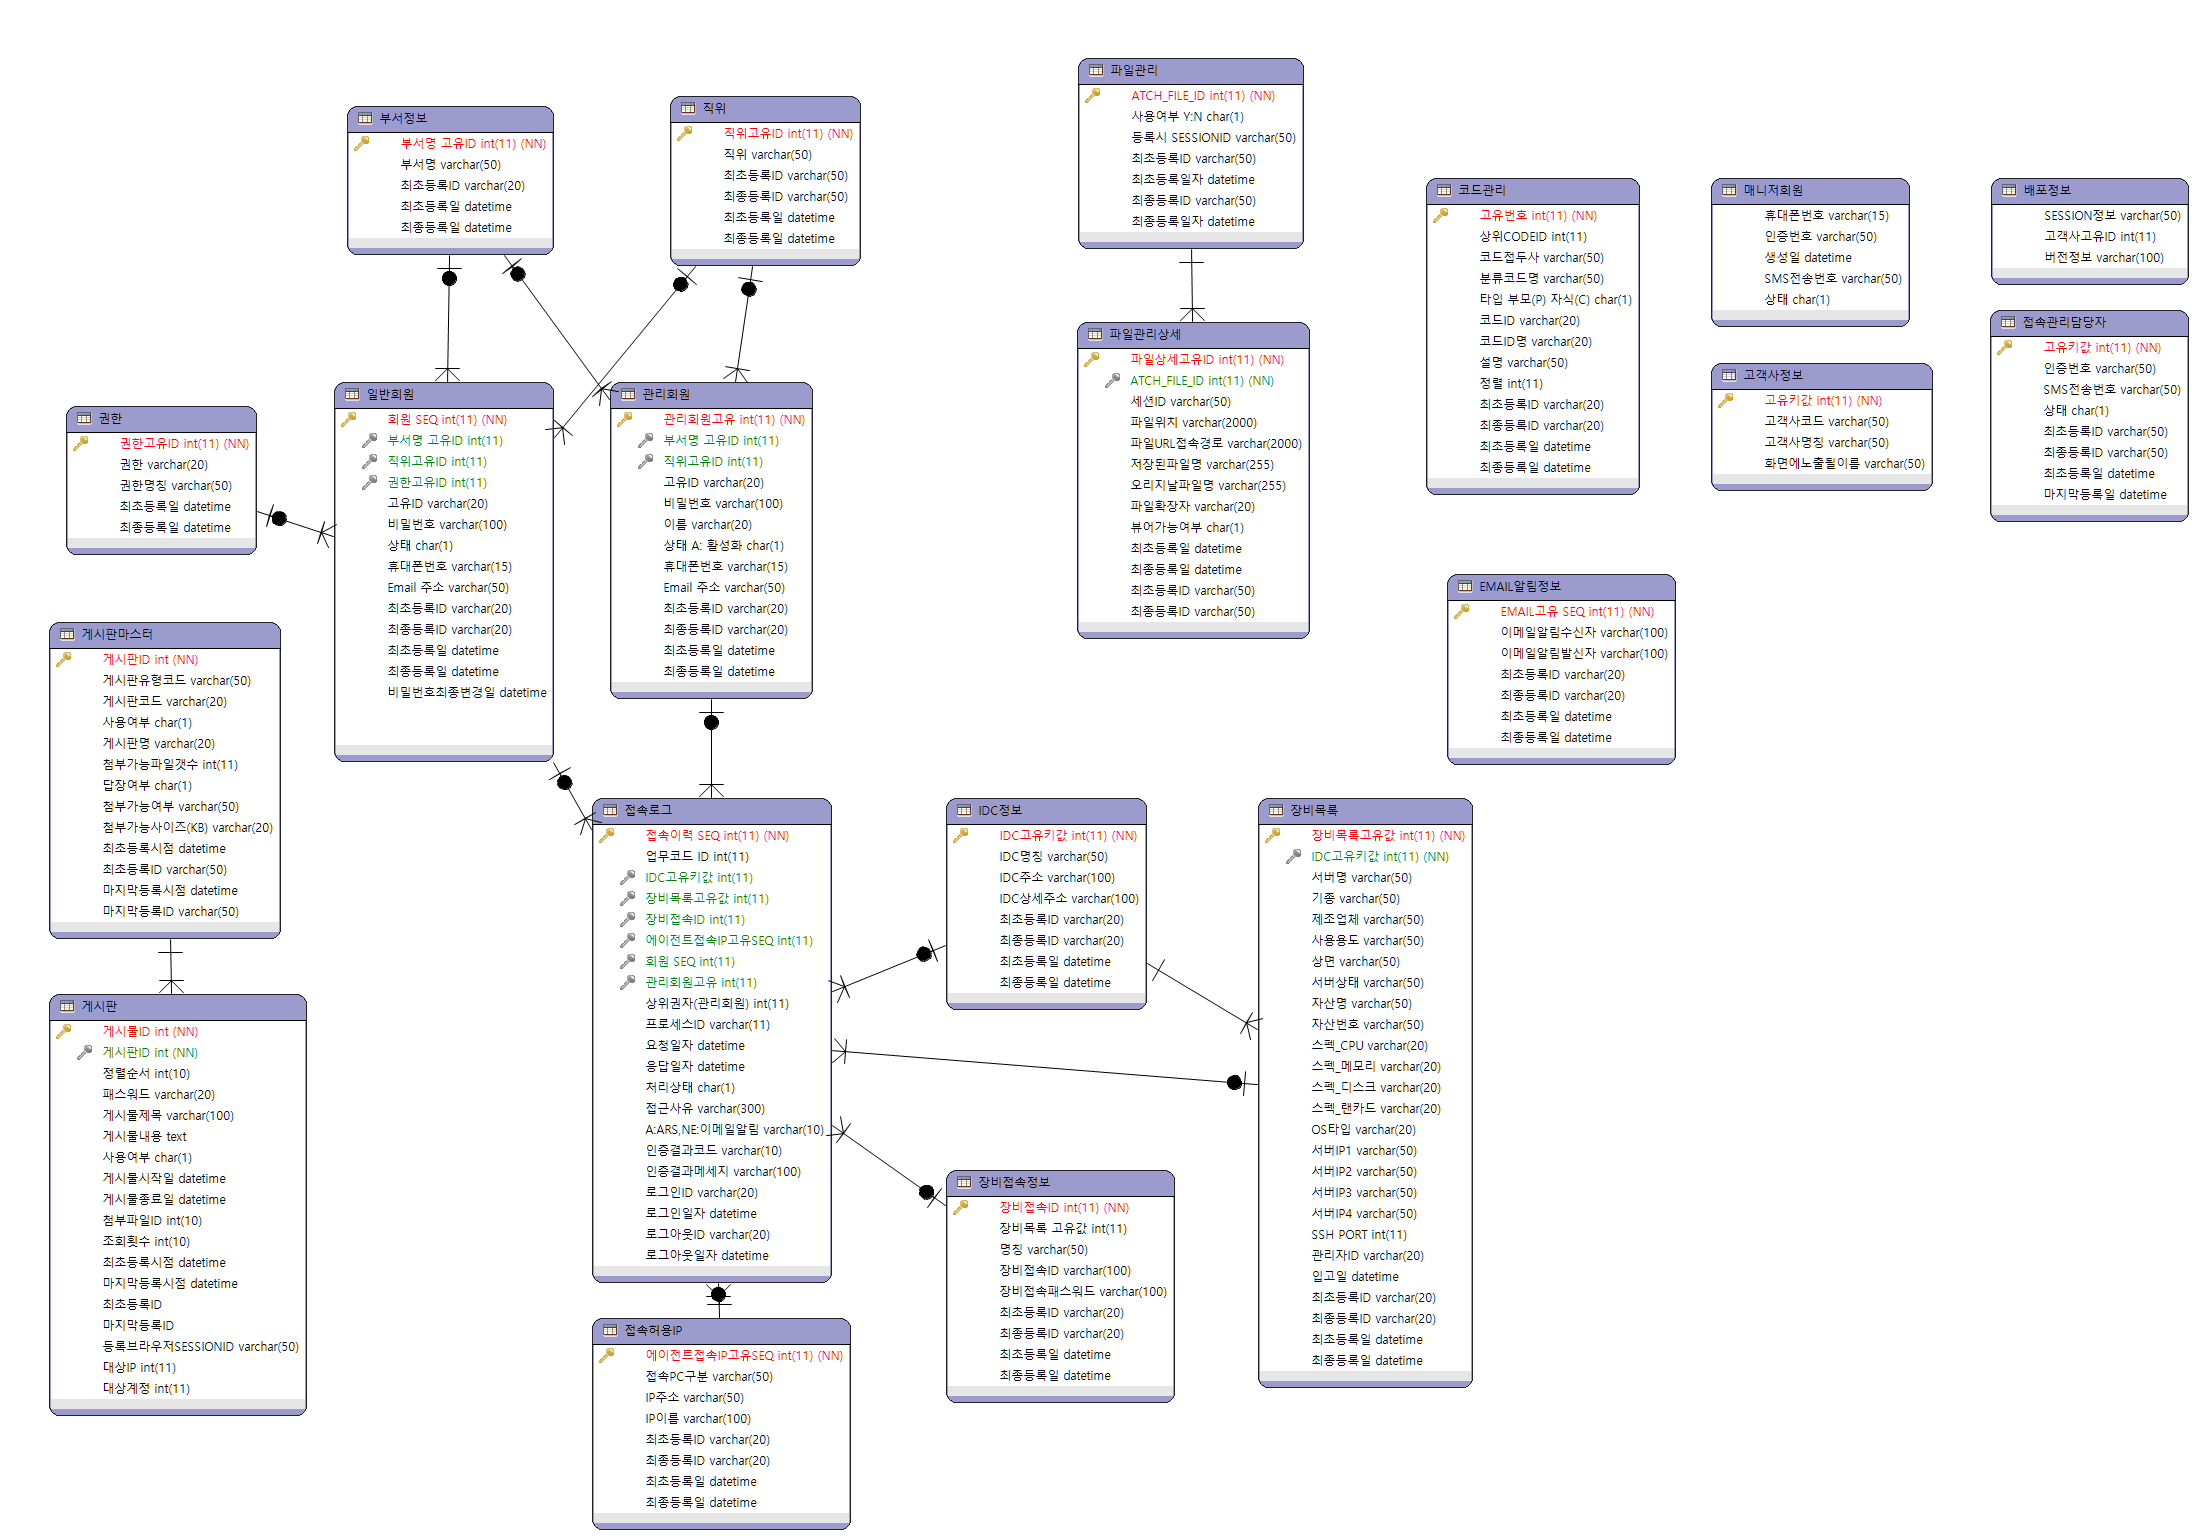 부서정보
부서명 고유ID int(11) (NN)
부서명 varchar(50)
최초등록ID varchar(20)
최초등록일 datetime
최종등록일 datetime
직위
직위고유ID int(11) (NN)
직위 varchar(50)
최초등록ID varchar(50)
최종등록ID varchar(50)
최초등록일 datetime
최종등록일 datetime
파일관리
ATCH_FILE_ID int(11) (NN)
사용여부 Y:N char(1)
등록시 SESSIONID varchar(50)
최초등록ID varchar(50)
최초등록일자 datetime
최종등록ID varchar(50)
최종등록일자 datetime
코드관리
고유번호 int(11) (NN)
상위CODEID int(11)
코드접두사 varchar(50)
분류코드명 varchar(50)
타입 부모(P) 자식(C) char(1)
코드ID varchar(20)
코드ID명 varchar(20)
설명 varchar(50)
정렬 int(11)
최초등록ID varchar(20)
최종등록ID varchar(20)
최초등록일 datetime
최종등록일 datetime
매니저회원
휴대폰번호 varchar(15)
인증번호 varchar(50)
생성일 datetime
SMS전송번호 varchar(50)
상태 char(1)
배포정보
SESSION정보 varchar(50)
고객사고유ID int(11)
버전정보 varchar(100)
접속관리담당자
고유키값 int(11) (NN)
인증번호 varchar(50)
SMS전송번호 varchar(50)
상태 char(1)
최초등록ID varchar(50)
최종등록ID varchar(50)
최초등록일 datetime
마지막등록일 datetime
고객사정보
고유키값 int(11) (NN)
고객사코드 varchar(50)
고객사명칭 varchar(50)
화면에노출될이름 varchar(50)
파일관리상세
파일상세고유ID int(11) (NN)
ATCH_FILE_ID int(11) (NN)
세션ID varchar(50)
파일위치 varchar(2000)
파일URL접속경로 varchar(2000)
저장된파일명 varchar(255)
오리지날파일명 varchar(255)
파일확장자 varchar(20)
뷰어가능여부 char(1)
최초등록일 datetime
최종등록일 datetime
최초등록ID varchar(50)
최종등록ID varchar(50)
권한
권한고유ID int(11) (NN)
권한 varchar(20)
권한명칭 varchar(50)
최초등록일 datetime
최종등록일 datetime
일반회원
회원 SEQ int(11) (NN)
부서명 고유ID int(11)
직위고유ID int(11)
권한고유ID int(11)
고유ID varchar(20)
비밀번호 varchar(100)
상태 char(1)
휴대폰번호 varchar(15)
Email 주소 varchar(50)
최초등록ID varchar(20)
최종등록ID varchar(20)
최초등록일 datetime
최종등록일 datetime
비밀번호최종변경일 datetime
관리회원
관리회원고유 int(11) (NN)
부서명 고유ID int(11)
직위고유ID int(11)
고유ID varchar(20)
비밀번호 varchar(100)
이름 varchar(20)
상태 A: 활성화 char(1)
휴대폰번호 varchar(15)
Email 주소 varchar(50)
최초등록ID varchar(20)
최종등록ID varchar(20)
최초등록일 datetime
최종등록일 datetime
EMAIL알림정보
EMAIL고유 SEQ int(11) (NN)
이메일알림수신자 varchar(100)
이메일알림발신자 varchar(100)
최초등록ID varchar(20)
최종등록ID varchar(20)
최초등록일 datetime
최종등록일 datetime
게시판마스터
게시판ID int (NN)
게시판유형코드 varchar(50)
게시판코드 varchar(20)
사용여부 char(1)
게시판명 varchar(20)
첨부가능파일갯수 int(11)
답장여부 char(1)
첨부가능여부 varchar(50)
첨부가능사이즈(KB) varchar(20)
최초등록시점 datetime
최초등록ID varchar(50)
마지막등록시점 datetime
마지막등록ID varchar(50)
게시판
게시물ID int (NN)
게시판ID int (NN)
정렬순서 int(10)
패스워드 varchar(20)
게시물제목 varchar(100)
게시물내용 text
사용여부 char(1)
게시물시작일 datetime
게시물종료일 datetime
첨부파일ID int(10)
조회횟수 int(10)
최초등록시점 datetime
마지막등록시점 datetime
최초등록ID
마지막등록ID
등록브라우저SESSIONID varchar(50)
대상IP int(11)
대상계정 int(11)
접속로그
접속이력 SEQ int(11) (NN)
업무코드 ID int(11)
IDC고유키값 int(11)
장비목록고유값 int(11)
장비접속ID int(11)
에이전트접속IP고유SEQ int(11)
회원 SEQ int(11)
관리회원고유 int(11)
상위권자(관리회원) int(11)
프로세스ID varchar(11)
요청일자 datetime
응답일자 datetime
처리상태 char(1)
접근사유 varchar(300)
A:ARS,NE:이메일알림 varchar(10)
인증결과코드 varchar(10)
인증결과메세지 varchar(100)
로그인ID varchar(20)
로그인일자 datetime
로그아웃ID varchar(20)
로그아웃일자 datetime
IDC정보
IDC고유키값 int(11) (NN)
IDC명칭 varchar(50)
IDC주소 varchar(100)
IDC상세주소 varchar(100)
최초등록ID varchar(20)
최종등록ID varchar(20)
최초등록일 datetime
최종등록일 datetime
장비목록
장비목록고유값 int(11) (NN)
IDC고유키값 int(11) (NN)
서버명 varchar(50)
기종 varchar(50)
제조업체 varchar(50)
사용용도 varchar(50)
상면 varchar(50)
서버상태 varchar(50)
자산명 varchar(50)
자산번호 varchar(50)
스펙_CPU varchar(20)
스펙_메모리 varchar(20)
스펙_디스크 varchar(20)
스펙_랜카드 varchar(20)
OS타입 varchar(20)
서버IP1 varchar(50)
서버IP2 varchar(50)
서버IP3 varchar(50)
서버IP4 varchar(50)
SSH PORT int(11)
관리자ID varchar(20)
입고일 datetime
최초등록ID varchar(20)
최종등록ID varchar(20)
최초등록일 datetime
최종등록일 datetime
장비접속정보
장비접속ID int(11) (NN)
장비목록 고유값 int(11)
명칭 varchar(50)
장비접속ID varchar(100)
장비접속패스워드 varchar(100)
최초등록ID varchar(20)
최종등록ID varchar(20)
최초등록일 datetime
최종등록일 datetime
접속허용IP
에이전트접속IP고유SEQ int(11) (NN)
접속PC구분 varchar(50)
IP주소 varchar(50)
IP이름 varchar(100)
최초등록ID varchar(20)
최종등록ID varchar(20)
최초등록일 datetime
최종등록일 datetime